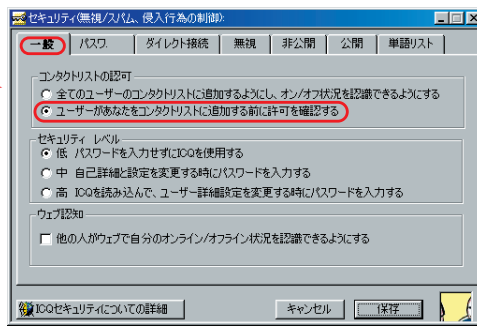 セキュリティ(無視/スパム、侵入行為の制御):
一般 パスワ. ダイレクト接続 無視 非公開 公開 単語リスト
コンタクトリストの認可
全てのユーザーのコンタクトリストに追加するようにし、オン/オフ状況を認識できるようにする
ユーザーがあなたをコンタクトリストに追加する前に許可を確認する
セキュリティ レベル
低 パスワードを入力せずにICQを使用する
中 自己詳細と設定を変更する時にパスワードを入力する
高 ICQを読み込んで、ユーザー詳細設定を変更する時にパスワードを入力する
ウェブ認知
他の人がウェブで自分のオンライン/オフライン状況を認識できるようにする
ICQセキュリティについての詳細 キャンセル 保存